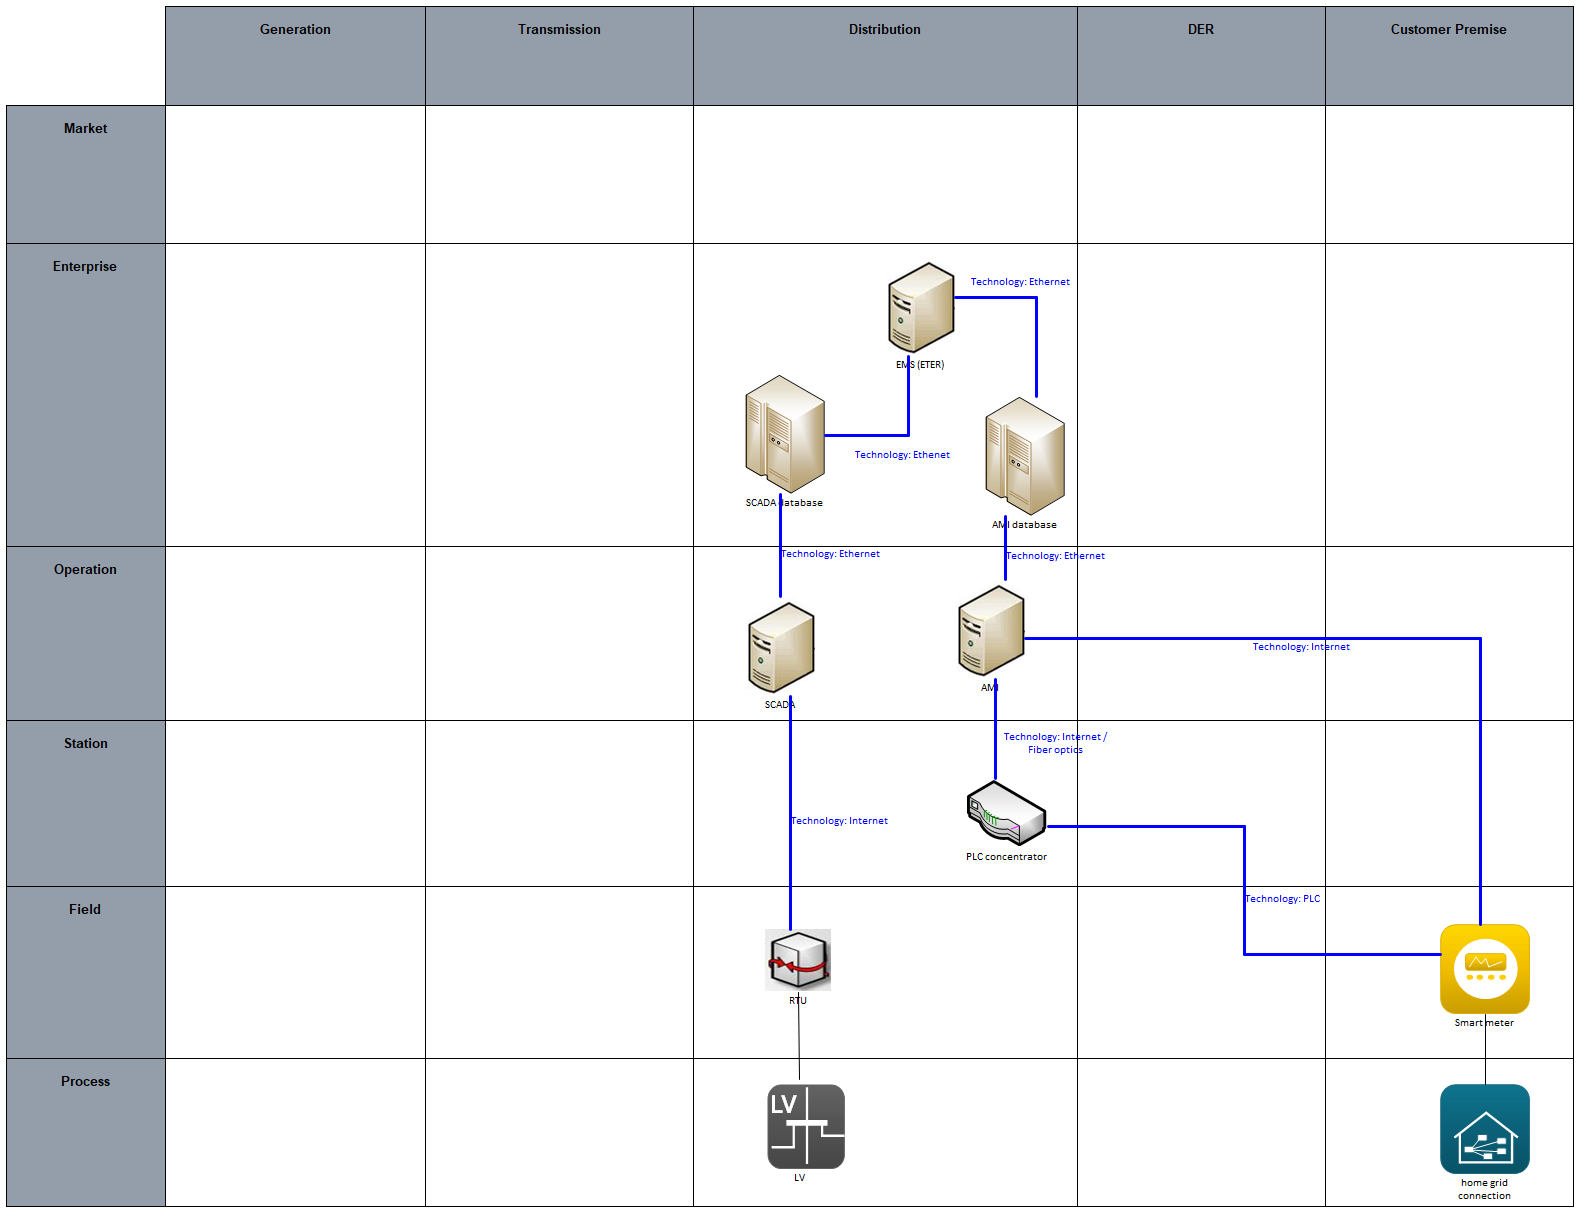 Generation
Transmission
Distribution
DER
Customer Premise
Market
Enterprise
Technology: Ethernet
EMS (ETER)
Technology: Ethenet
SCADA database
AMI database
Technology: Ethernet
Technology: Ethernet
Operation
Technology: Internet
AMI
SCADA
Station
Technology: Internet /
Fiber optics
Technology: Internet
PLC concentrator
Field
Technology: PLC
RTU
Smart meter
Process
LV
LV
home grid
connection